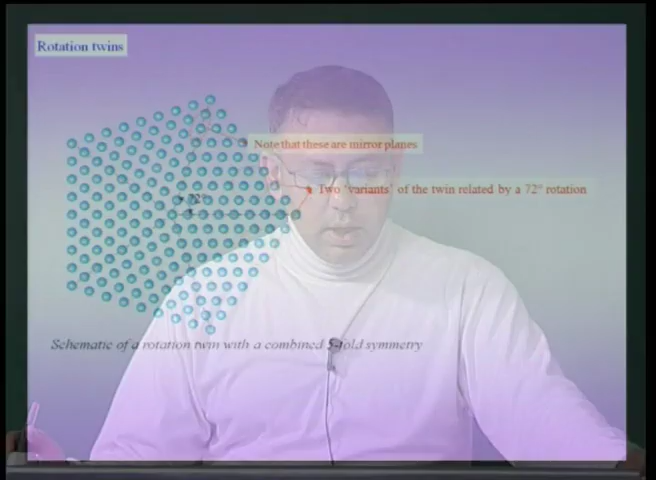 Rotation twins
Note that these are mirror planes
Two 'variants' of the twin related by a 72° rotation
72°
Schematic of a rotation twin with a combined 5-fold symmetry